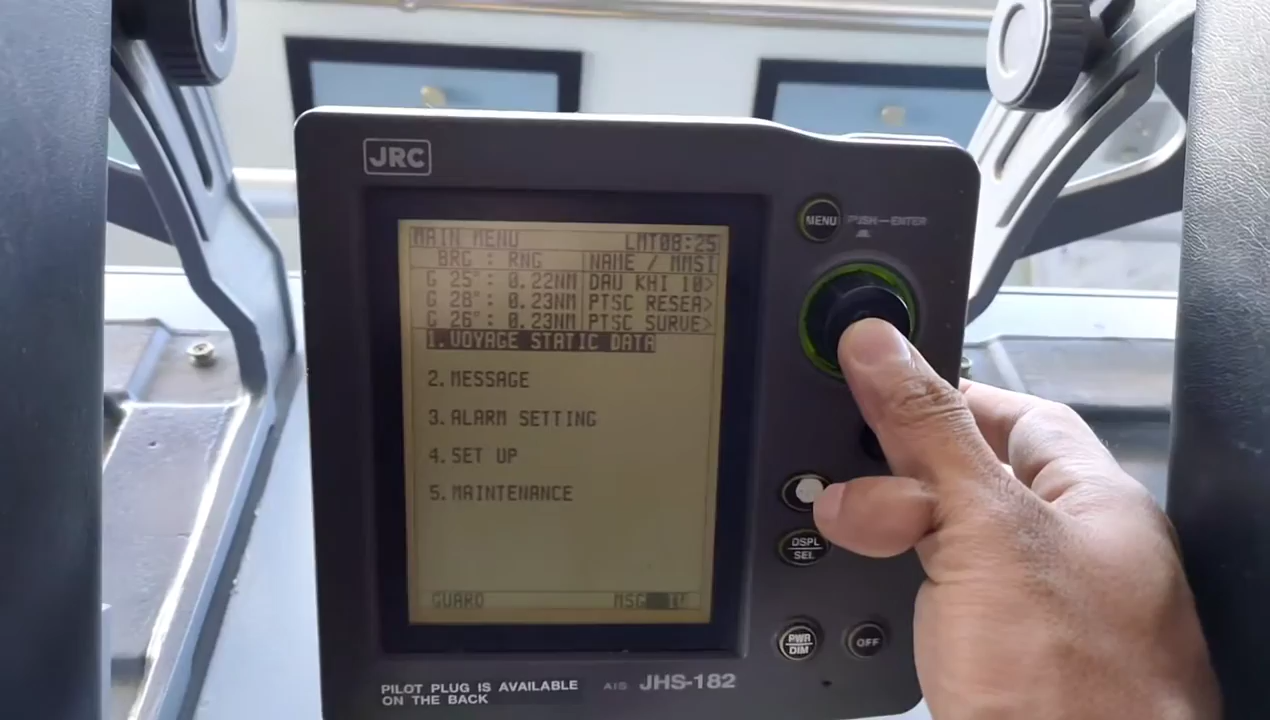 JRC
MENU
PUSH—ENTER
MAIN MENU LMT08:25
BRG : RNG NAME / MMSI
G 25°: 0.22NM DAU KHI 10>
G 28°: 0.23NM PTSC RESEA>
G 26°: 0.23NM PTSC SURVE>
1.VOYAGE STATIC DATA
2.MESSAGE
3.ALARM SETTING
4.SET UP
5.MAINTENANCE
DSPL
SEL
GUARD MSG
PWR
DIM
OFF
PILOT PLUG IS AVAILABLE
ON THE BACK
AIS JHS-182